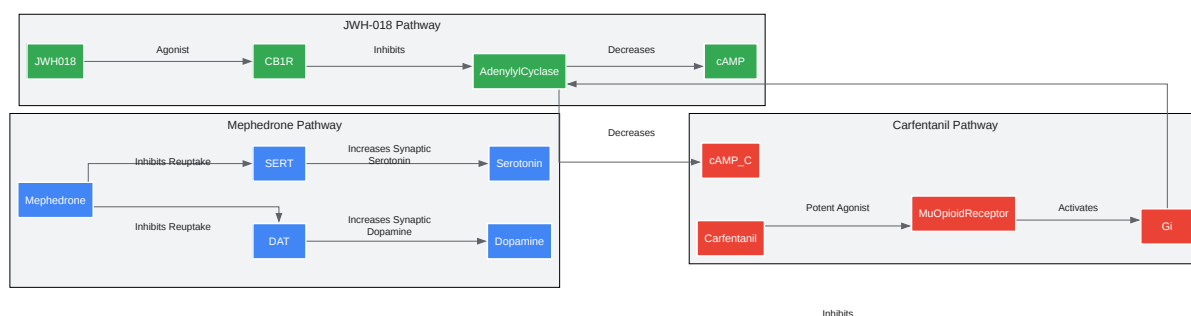 JWH-018 Pathway
JWH018
Agonist
CB1R
Inhibits
AdenylylCyclase
Decreases
cAMP
Mephedrone Pathway
Mephedrone
Inhibits Reuptake
SERT
Increases Synaptic
Serotonin
Serotonin
Inhibits Reuptake
DAT
Increases Synaptic
Dopamine
Dopamine
Decreases
Carfentanil Pathway
cAMP_C
Carfentanil
Potent Agonist
MuOpioidReceptor
Activates
Gi
Inhibits